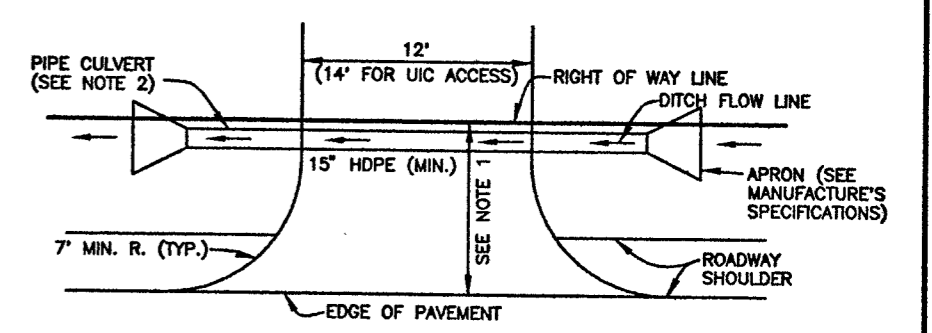 12'
(14' FOR UIC ACCESS)
PIPE CULVERT
(SEE NOTE 2)
RIGHT OF WAY LINE
DITCH FLOW LINE
15" HDPE (MIN.)
SEE NOTE 1
APRON (SEE
MANUFACTURE'S
SPECIFICATIONS)
7' MIN. R. (TYP.)
ROADWAY
SHOULDER
EDGE OF PAVEMENT